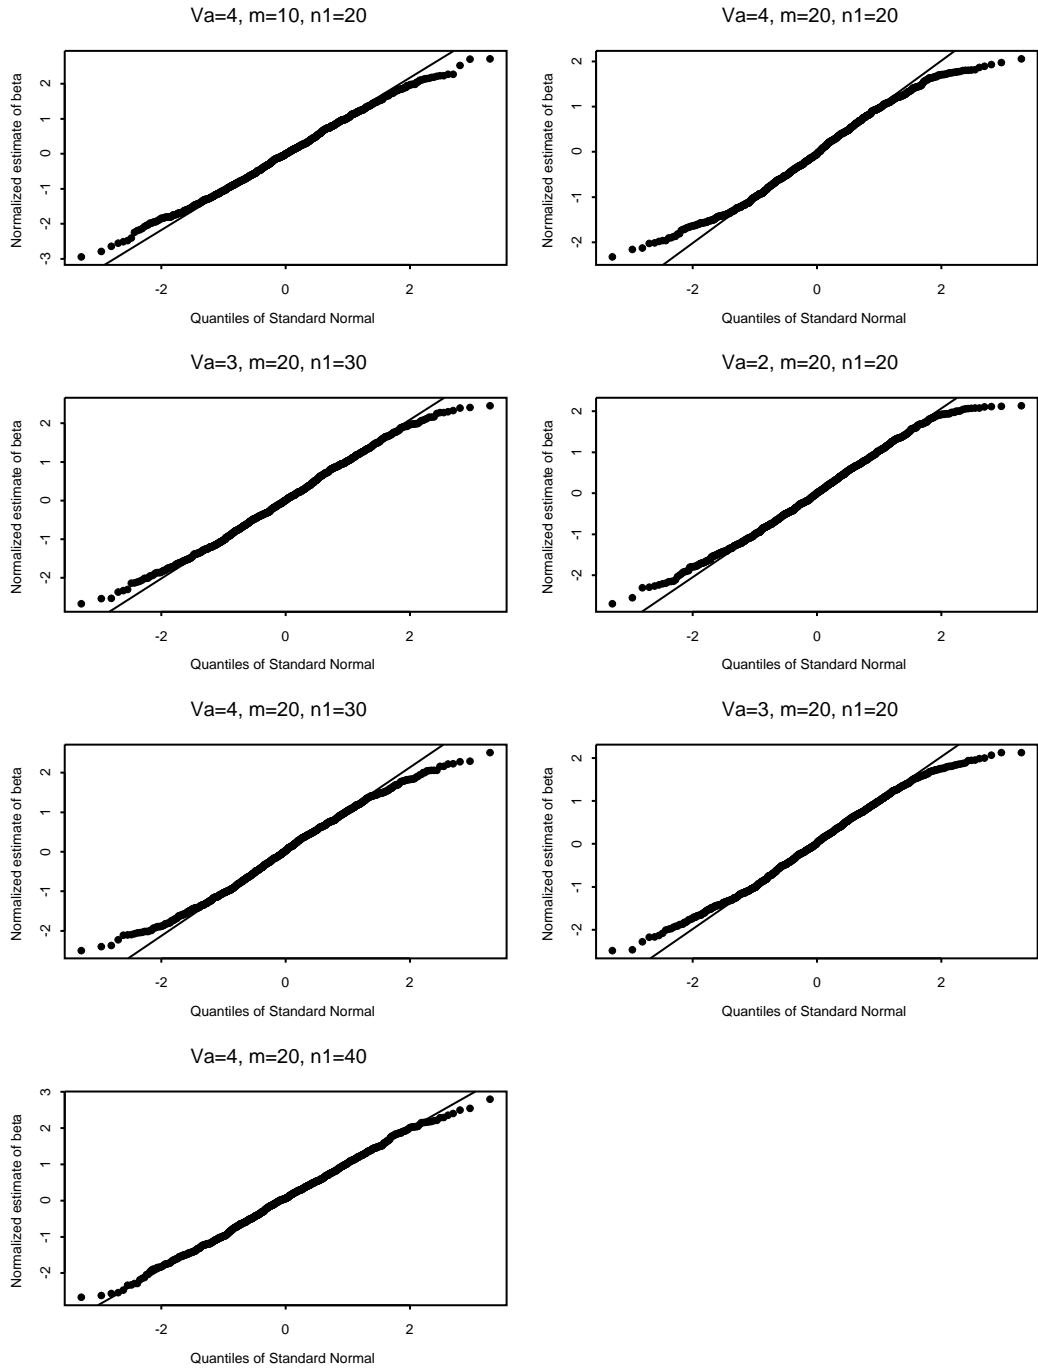 Va=4, m=10, n1=20
Normalized estimate of beta
2
1
0
-1
-2
-3
-2 0 2
Quantiles of Standard Normal
Va=4, m=20, n1=20
Normalized estimate of beta
2
1
0
-1
-2
-2 0 2
Quantiles of Standard Normal
Va=3, m=20, n1=30
Normalized estimate of beta
2
1
0
-1
-2
-2 0 2
Quantiles of Standard Normal
Va=2, m=20, n1=20
Normalized estimate of beta
2
1
0
-1
-2
-2 0 2
Quantiles of Standard Normal
Va=4, m=20, n1=30
Normalized estimate of beta
2
1
0
-1
-2
-2 0 2
Quantiles of Standard Normal
Va=3, m=20, n1=20
Normalized estimate of beta
2
1
0
-1
-2
-2 0 2
Quantiles of Standard Normal
Va=4, m=20, n1=40
Normalized estimate of beta
3
2
1
0
-1
-2
-2 0 2
Quantiles of Standard Normal